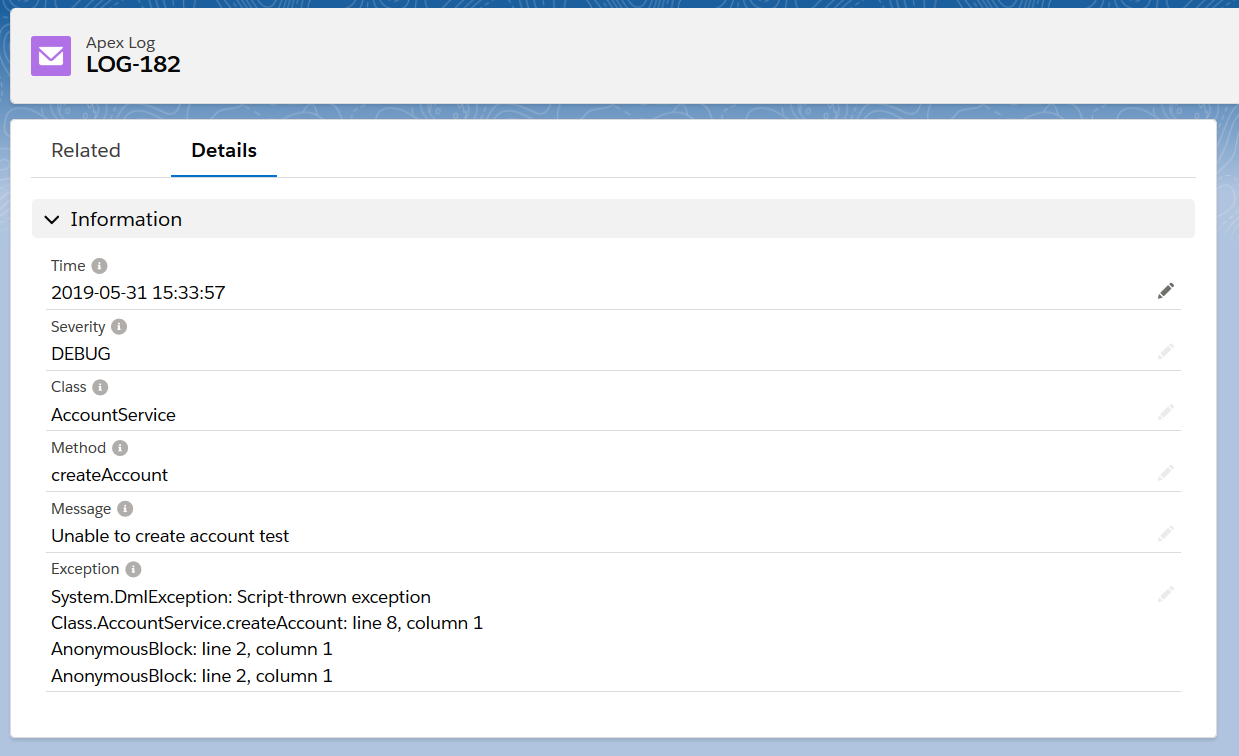 Apex Log
LOG-182
Related Details
Information
Time
2019-05-31 15:33:57
Severity
DEBUG
Class
AccountService
Method
createAccount
Message
Unable to create account test
Exception
System.DmlException: Script-thrown exception
Class.AccountService.createAccount: line 8, column 1
AnonymousBlock: line 2, column 1
AnonymousBlock: line 2, column 1